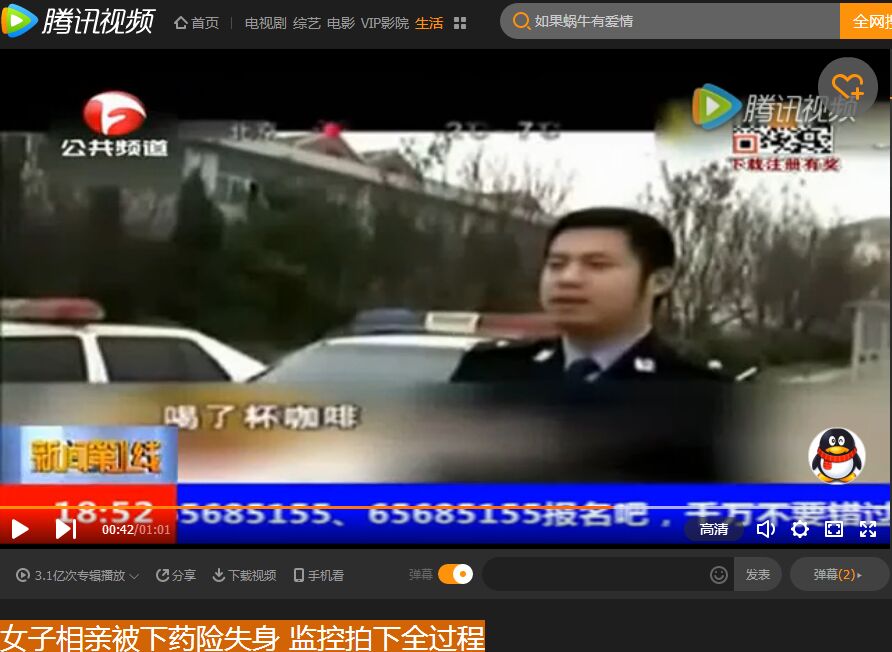 腾讯视频 首页 电视剧 综艺 电影 VIP影院 生活 如果蜗牛有爱情 全网搜
公共频道
腾讯视频
下载注册有奖
喝了杯咖啡
新闻第1线
18:52 5685155、65685155报名吧，千万不要错过
00:42/01:01 高清
3.1亿次专辑播放 分享 下载视频 手机看 弹幕 发表 弹幕(2)
女子相亲被下药险失身 监控拍下全过程